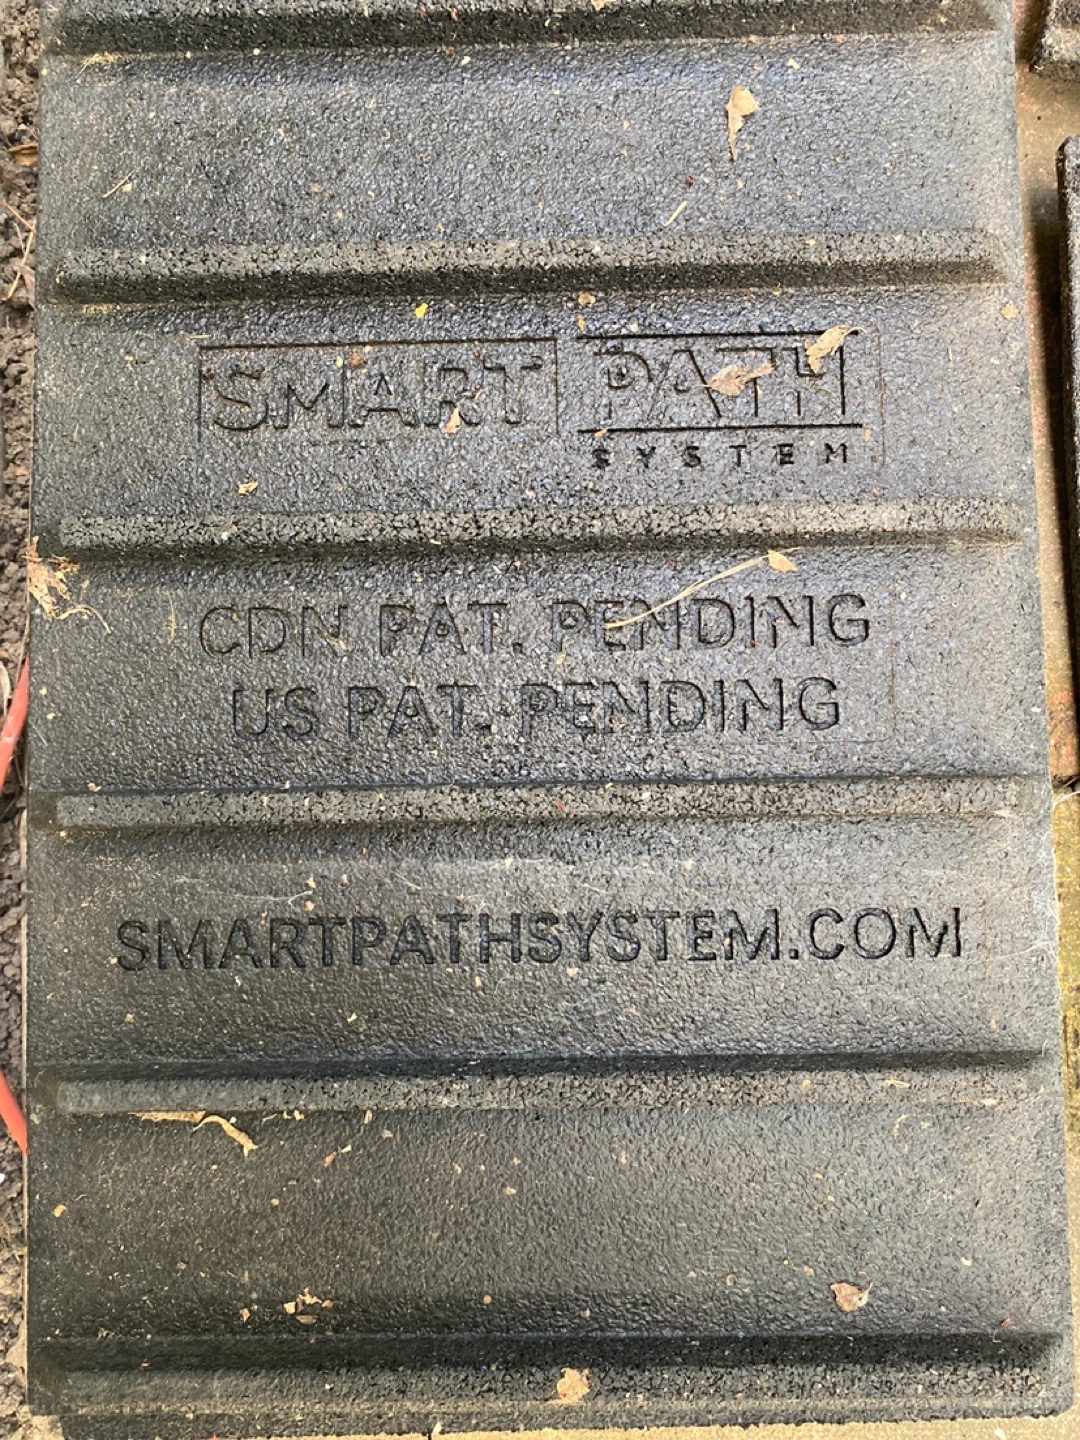 SMART PATH
SYSTEM
CDN PAT. PENDING
US PAT. PENDING
SMARTPATHSYSTEM.COM